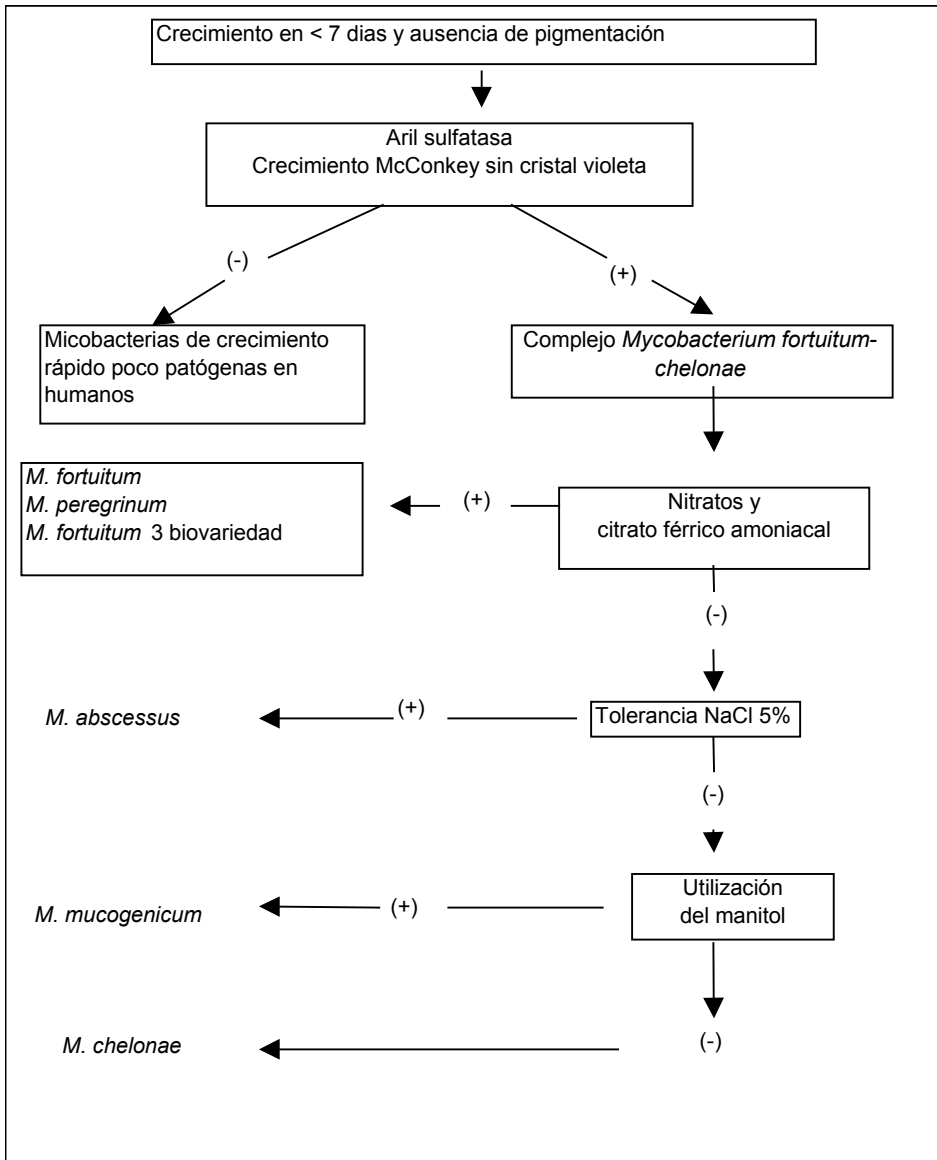 Crecimiento en < 7 dias y ausencia de pigmentación
Aril sulfatasa
Crecimiento McConkey sin cristal violeta
(-)
(+)
Micobacterias de crecimiento
rápido poco patógenas en
humanos
Complejo Mycobacterium fortuitum-
chelonae
M. fortuitum
M. peregrinum
M. fortuitum 3 biovariedad
(+)
Nitratos y
citrato férrico amoniacal
(-)
M. abscessus
(+)
Tolerancia NaCl 5%
(-)
M. mucogenicum
(+)
Utilización
del manitol
M. chelonae
(-)